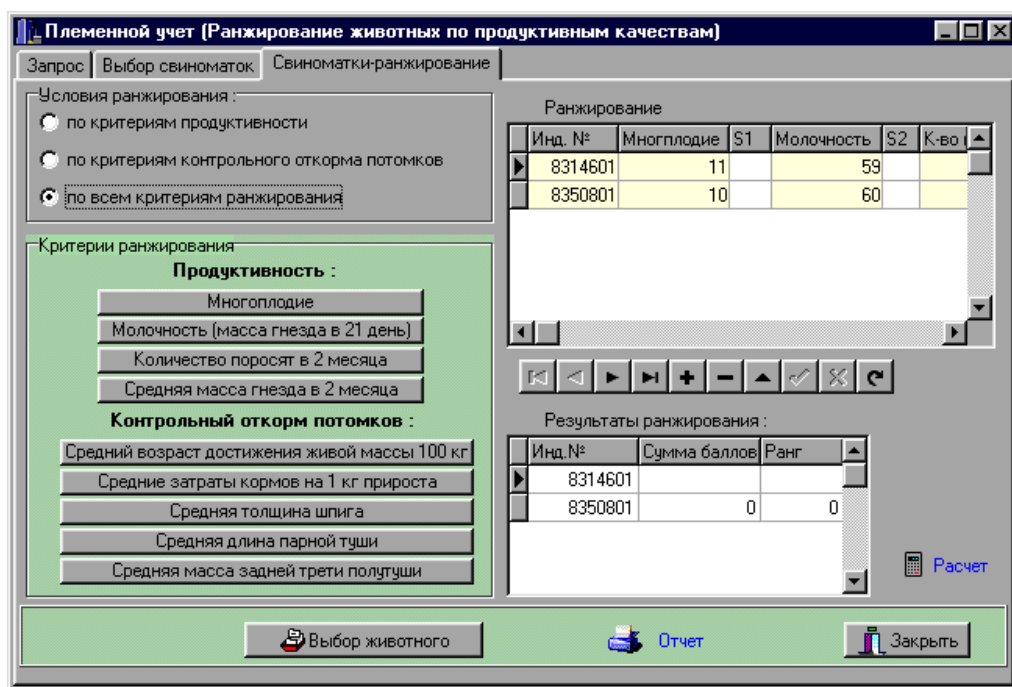 Племенной учет (Ранжирование животных по продуктивным качествам)
Запрос Выбор свиноматок Свиноматки-ранжирование
Условия ранжирования :
по критериям продуктивности
по критериям контрольного откорма потомков
по всем критериям ранжирования
Критерии ранжирования
Продуктивность :
Многоплодие
Молочность (масса гнезда в 21 день)
Количество поросят в 2 месяца
Средняя масса гнезда в 2 месяца
Контрольный откорм потомков :
Средний возраст достижения живой массы 100 кг
Средние затраты кормов на 1 кг прироста
Средняя толщина шпига
Средняя длина парной туши
Средняя масса задней трети полутуши
Ранжирование
Инд. № Многплодие S1 Молочность S2 К-во
8314601 11 59
8350801 10 60
Результаты ранжирования :
Инд.№ Сумма баллов Ранг
8314601
8350801 0 0
Расчет
Выбор животного Отчет Закрыть